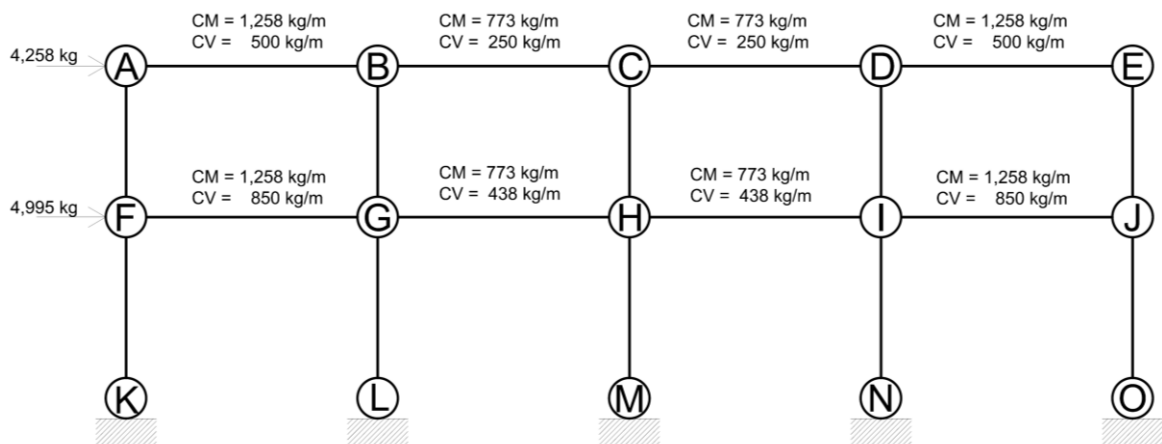 CM = 1,258 kg/m
CV = 500 kg/m
CM = 773 kg/m
CV = 250 kg/m
CM = 773 kg/m
CV = 250 kg/m
CM = 1,258 kg/m
CV = 500 kg/m
4,258 kg
A
B
C
D
E
CM = 1,258 kg/m
CV = 850 kg/m
CM = 773 kg/m
CV = 438 kg/m
CM = 773 kg/m
CV = 438 kg/m
CM = 1,258 kg/m
CV = 850 kg/m
4,995 kg
F
G
H
I
J
K
L
M
N
O